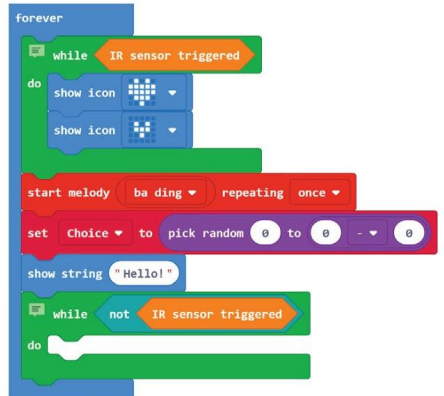 forever
while IR sensor triggered
do
show icon
show icon
start melody ba ding repeating once
set Choice to pick random 0 to 0 - 0
show string "Hello!"
while not IR sensor triggered
do